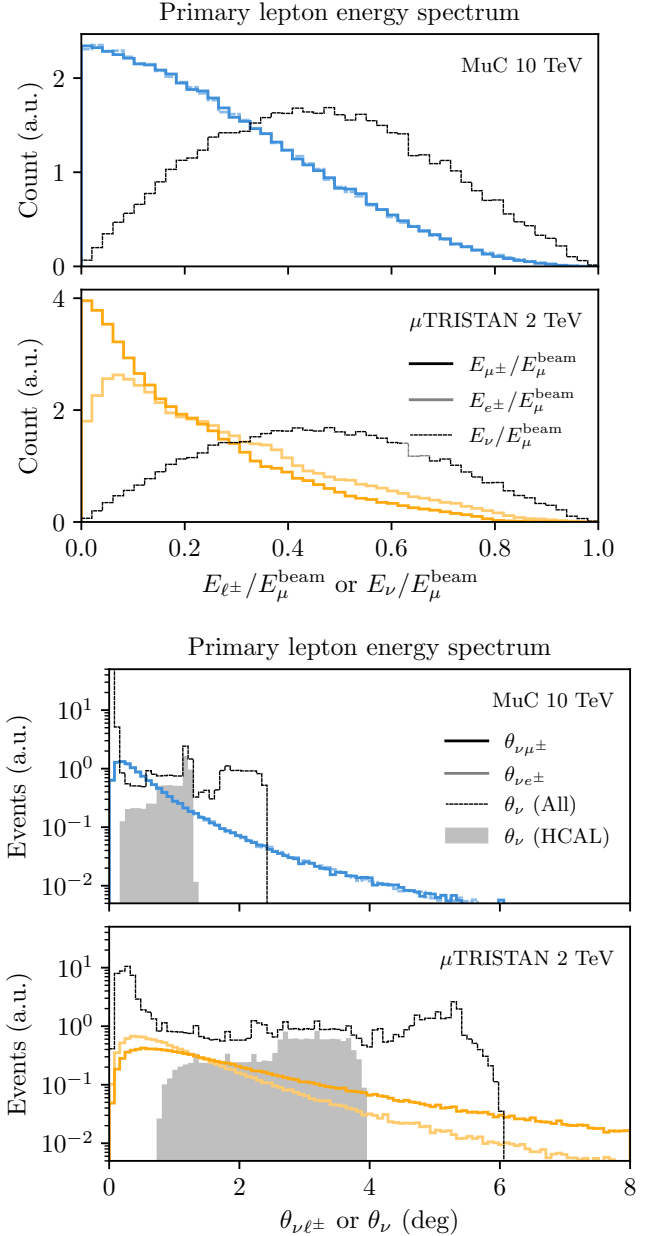 Primary lepton energy spectrum
MuC 10 TeV
Count (a.u.)
2
1
0
μTRISTAN 2 TeV
E_{μ±}/E_μ^{beam}
E_{e±}/E_μ^{beam}
E_ν/E_μ^{beam}
Count (a.u.)
4
2
0
0.0 0.2 0.4 0.6 0.8 1.0
E_{ℓ±}/E_μ^{beam} or E_ν/E_μ^{beam}
Primary lepton energy spectrum
MuC 10 TeV
θ_{νμ±}
θ_{νe±}
θ_ν (All)
θ_ν (HCAL)
Events (a.u.)
10^1
10^0
10^{−1}
10^{−2}
μTRISTAN 2 TeV
Events (a.u.)
10^1
10^0
10^{−1}
10^{−2}
0 2 4 6 8
θ_{νℓ±} or θ_ν (deg)